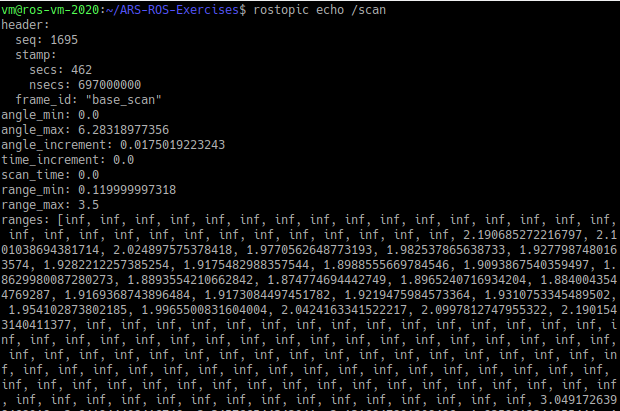 vm@ros-vm-2020:~/ARS-ROS-Exercises$ rostopic echo /scan
header:
seq: 1695
stamp:
secs: 462
nsecs: 697000000
frame_id: "base_scan"
angle_min: 0.0
angle_max: 6.28318977356
angle_increment: 0.0175019223243
time_increment: 0.0
scan_time: 0.0
range_min: 0.119999997318
range_max: 3.5
ranges: [inf, inf, inf, inf, inf, inf, inf, inf, inf, inf, inf, inf, inf, inf, inf, inf,
inf, inf, inf, inf, inf, inf, inf, inf, inf, inf, inf, inf, inf, 2.190685272216797, 2.1
01038694381714, 2.024897575378418, 1.9770562648773193, 1.982537865638733, 1.927798748016
3574, 1.9282212257385254, 1.9175482988357544, 1.8988555669784546, 1.9093867540359497, 1.
8629980087280273, 1.8893554210662842, 1.874774694442749, 1.8965240716934204, 1.884004354
4769287, 1.9169368743896484, 1.9173084497451782, 1.9219475984573364, 1.9310753345489502,
1.954102873802185, 1.9965500831604004, 2.0424163341522217, 2.0997812747955322, 2.190154
3140411377, inf, inf, inf, inf, inf, inf, inf, inf, inf, inf, inf, inf, inf, inf, inf, i
nf, inf, inf, inf, inf, inf, inf, inf, inf, inf, inf, inf, inf, inf, inf, inf, inf, inf,
inf, inf, inf, inf, inf, inf, inf, inf, inf, inf, inf, inf, inf, inf, inf, inf, inf, in
f, inf, inf, inf, inf, inf, inf, inf, inf, inf, inf, inf, inf, inf, inf, inf, inf, inf,
inf, inf, inf, inf, inf, inf, inf, inf, inf, inf, inf, inf, inf, inf, inf, inf, inf, inf
, inf, inf, inf, inf, inf, inf, inf, inf, inf, inf, inf, inf, inf, inf, inf, 3.049172639